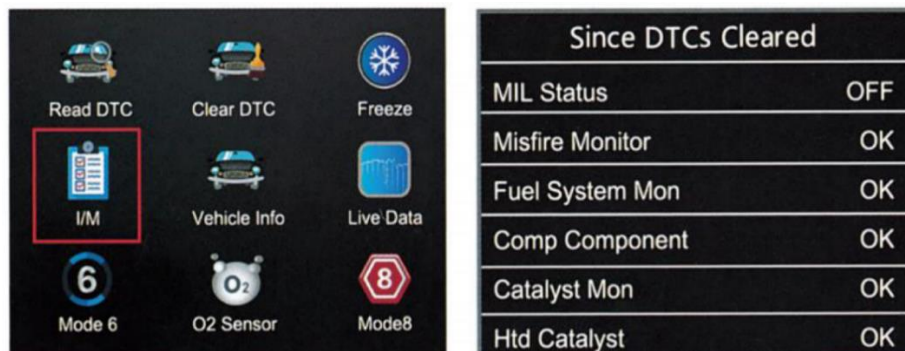 Read DTC
Clear DTC
Freeze
I/M
Vehicle Info
Live Data
6
Mode 6
O2
O2 Sensor
8
Mode8
Since DTCs Cleared
MIL Status OFF
Misfire Monitor OK
Fuel System Mon OK
Comp Component OK
Catalyst Mon OK
Htd Catalyst OK